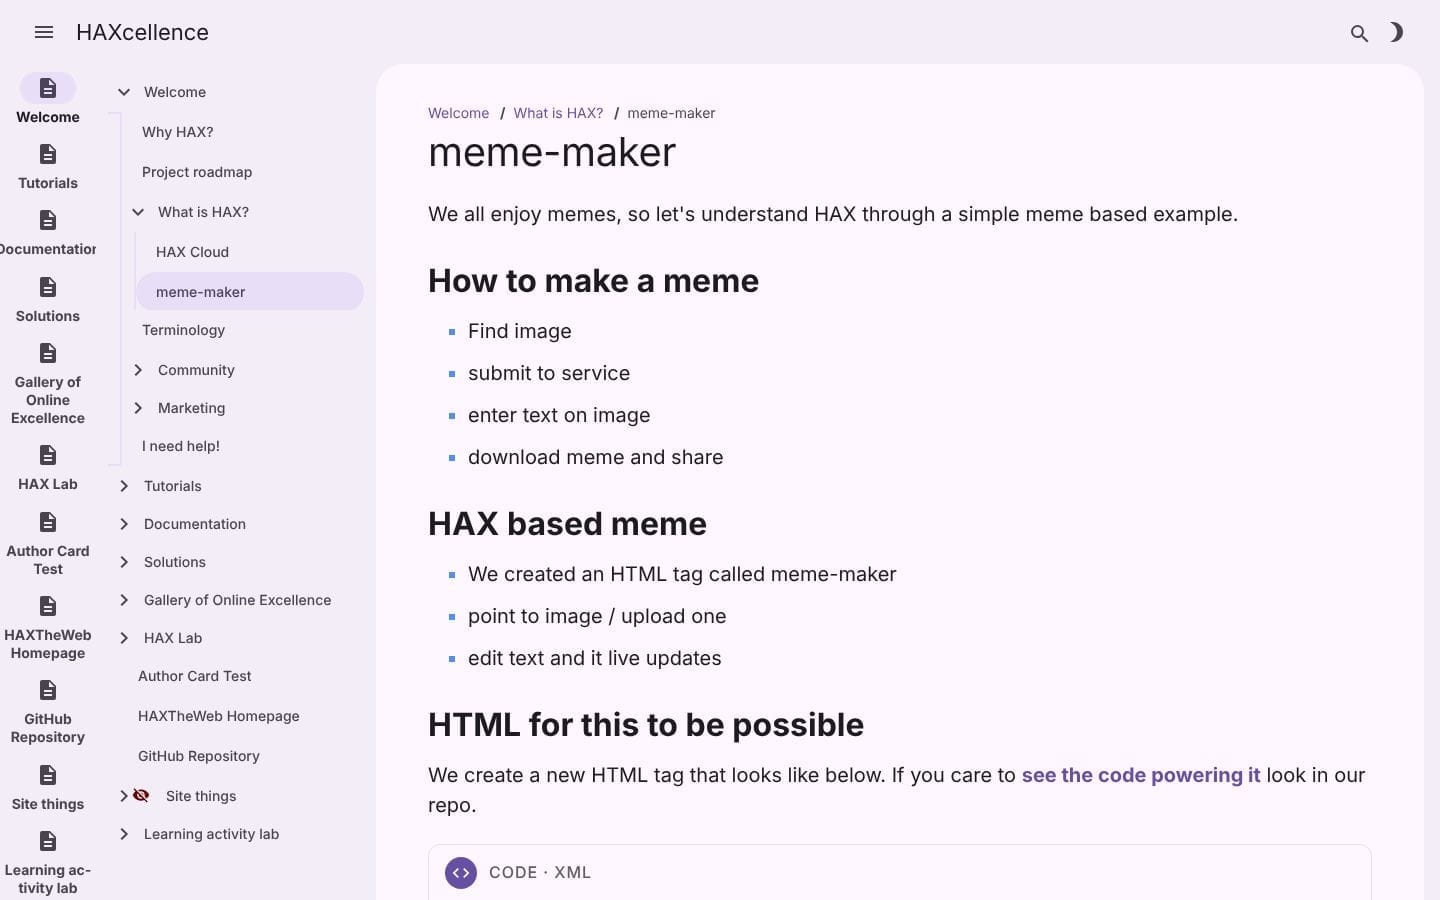 HAXcellence
Welcome
Tutorials
Documentation
Solutions
Gallery of
Online
Excellence
HAX Lab
Author Card
Test
HAXTheWeb
Homepage
GitHub
Repository
Site things
Learning ac-
tivity lab
Welcome
Why HAX?
Project roadmap
What is HAX?
HAX Cloud
meme-maker
Terminology
Community
Marketing
I need help!
Tutorials
Documentation
Solutions
Gallery of Online Excellence
HAX Lab
Author Card Test
HAXTheWeb Homepage
GitHub Repository
Site things
Learning activity lab
Welcome / What is HAX? / meme-maker
meme-maker
We all enjoy memes, so let's understand HAX through a simple meme based example.
How to make a meme
Find image
submit to service
enter text on image
download meme and share
HAX based meme
We created an HTML tag called meme-maker
point to image / upload one
edit text and it live updates
HTML for this to be possible
We create a new HTML tag that looks like below. If you care to see the code powering it look in our
repo.
CODE · XML